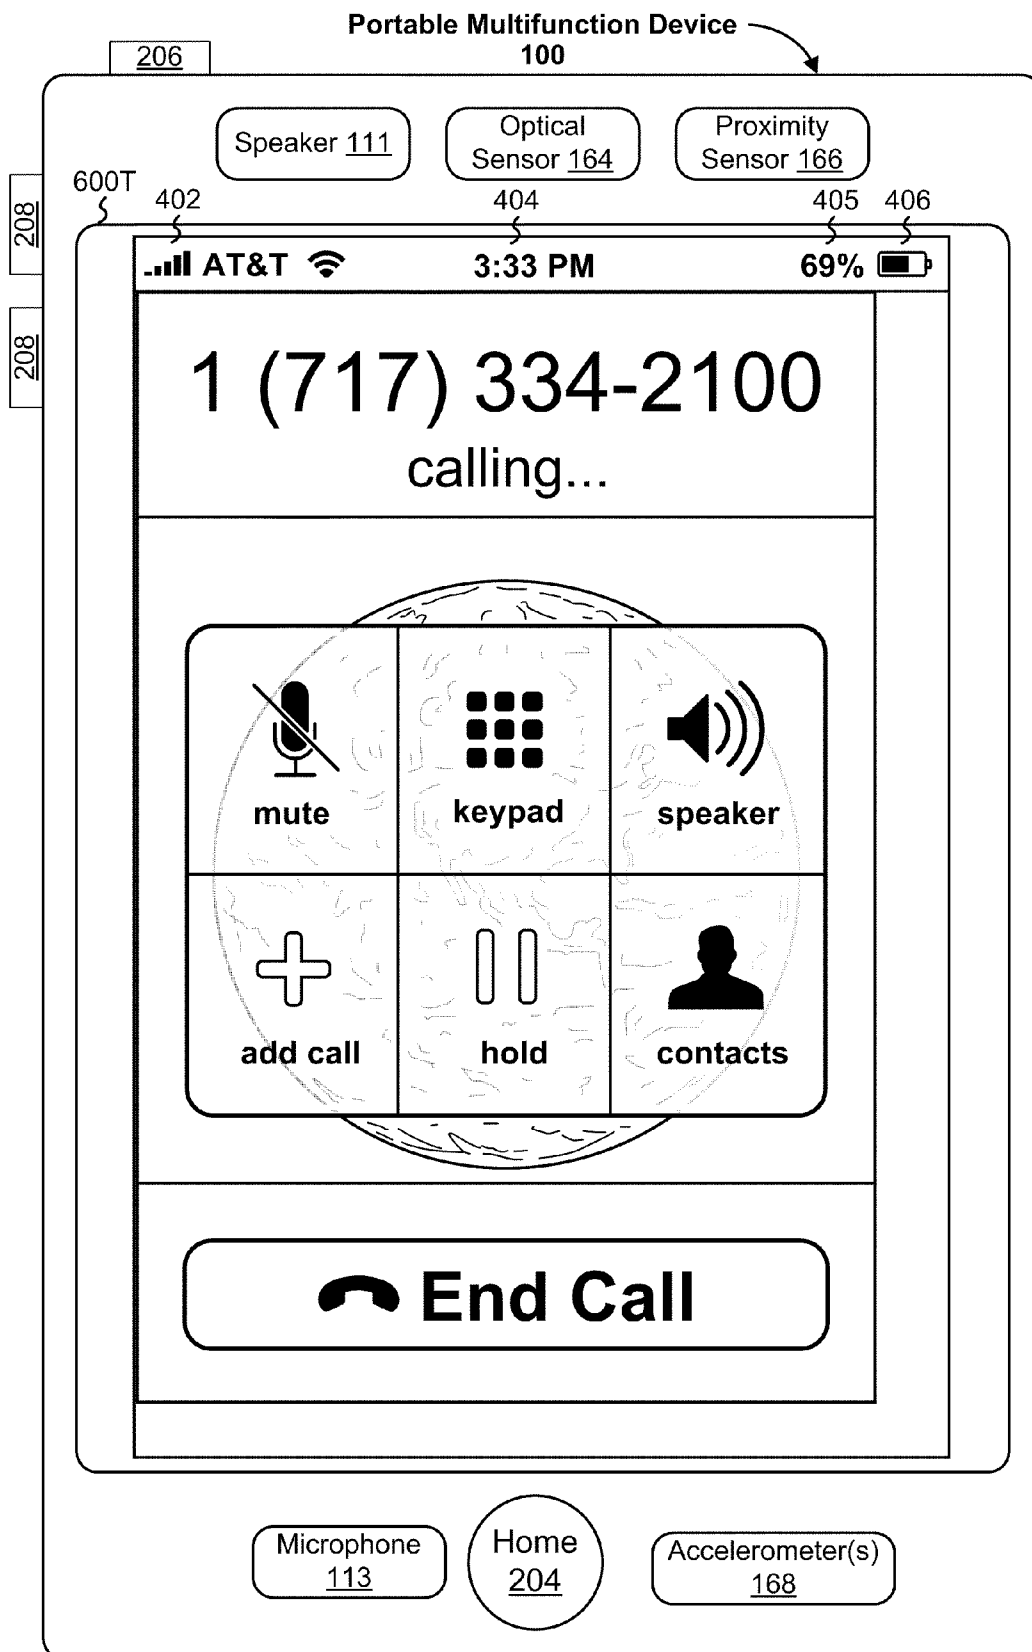 Portable Multifunction Device
100
206
Speaker 111
Optical
Sensor 164
Proximity
Sensor 166
208
600T
402
404
405
406
AT&T
3:33 PM
69%
208
1 (717) 334-2100
calling...
mute
keypad
speaker
add call
hold
contacts
End Call
Microphone
113
Home
204
Accelerometer(s)
168